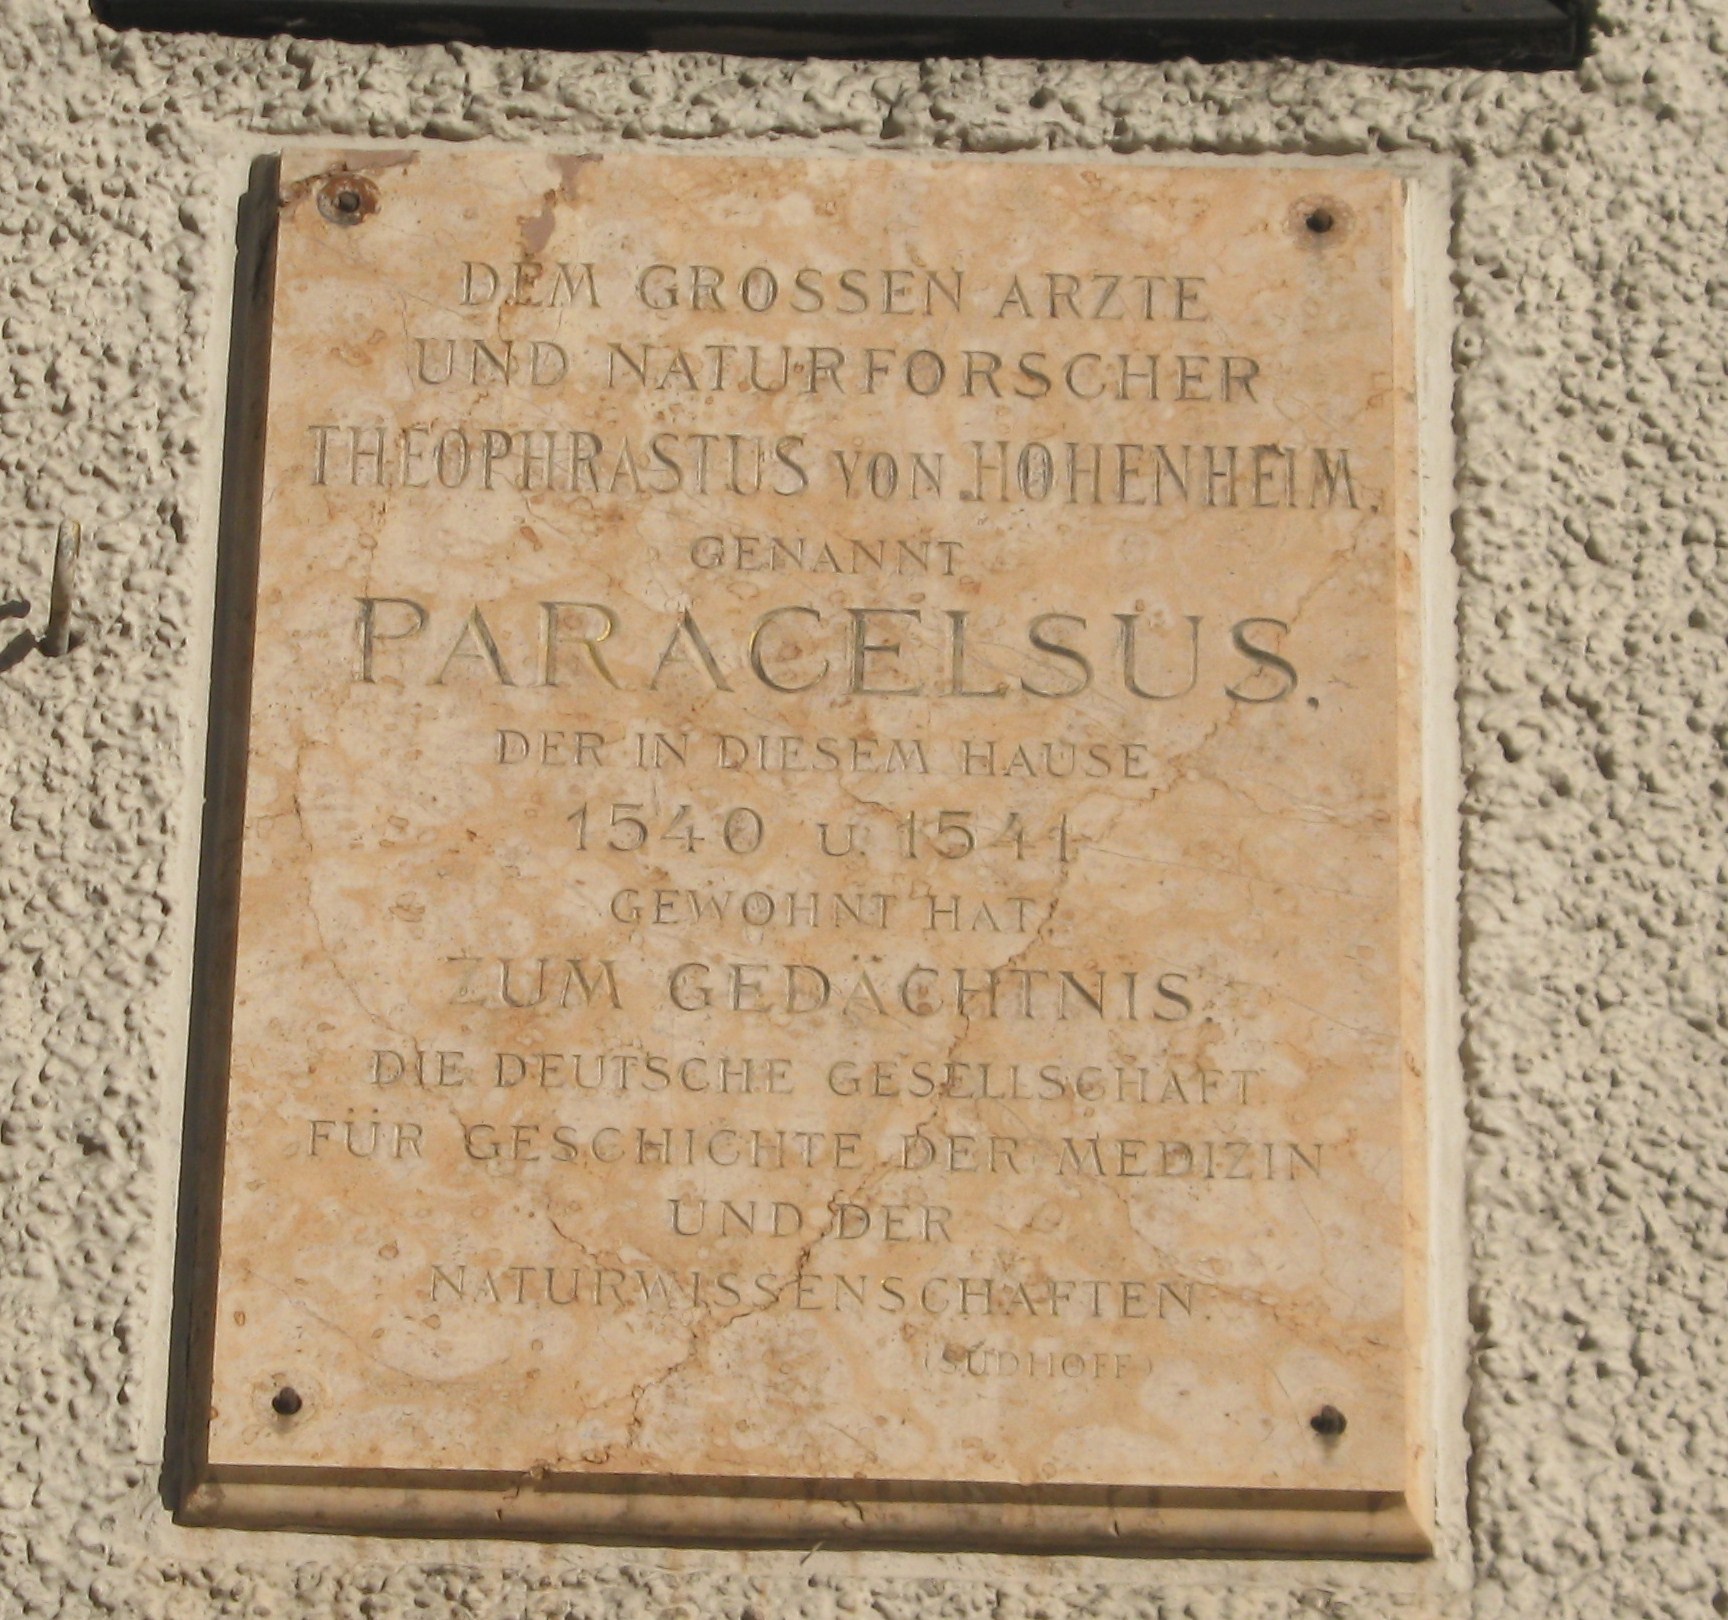 DEM GROSSEN ARZTE
UND NATURFORSCHER
THEOPHRASTUS VON HOHENHEIM.
GENANNT
PARACELSUS.
DER IN DIESEM HAUSE
1540 U. 1541
GEWOHNT HAT.
ZUM GEDÄCHTNIS.
DIE DEUTSCHE GESELLSCHAFT
FÜR GESCHICHTE DER MEDIZIN
UND DER
NATURWISSENSCHAFTEN.
(SUDHOFF)